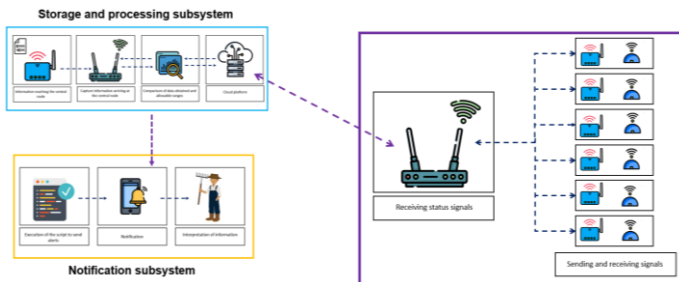 Storage and processing subsystem
Information reaching the central
node
Capture information arriving at
the central node
Comparison of data obtained and
allowable ranges
Cloud platform
Receiving status signals
Sending and receiving signals
Execution of the script to send
alerts
Notification
Interpretation of information
Notification subsystem